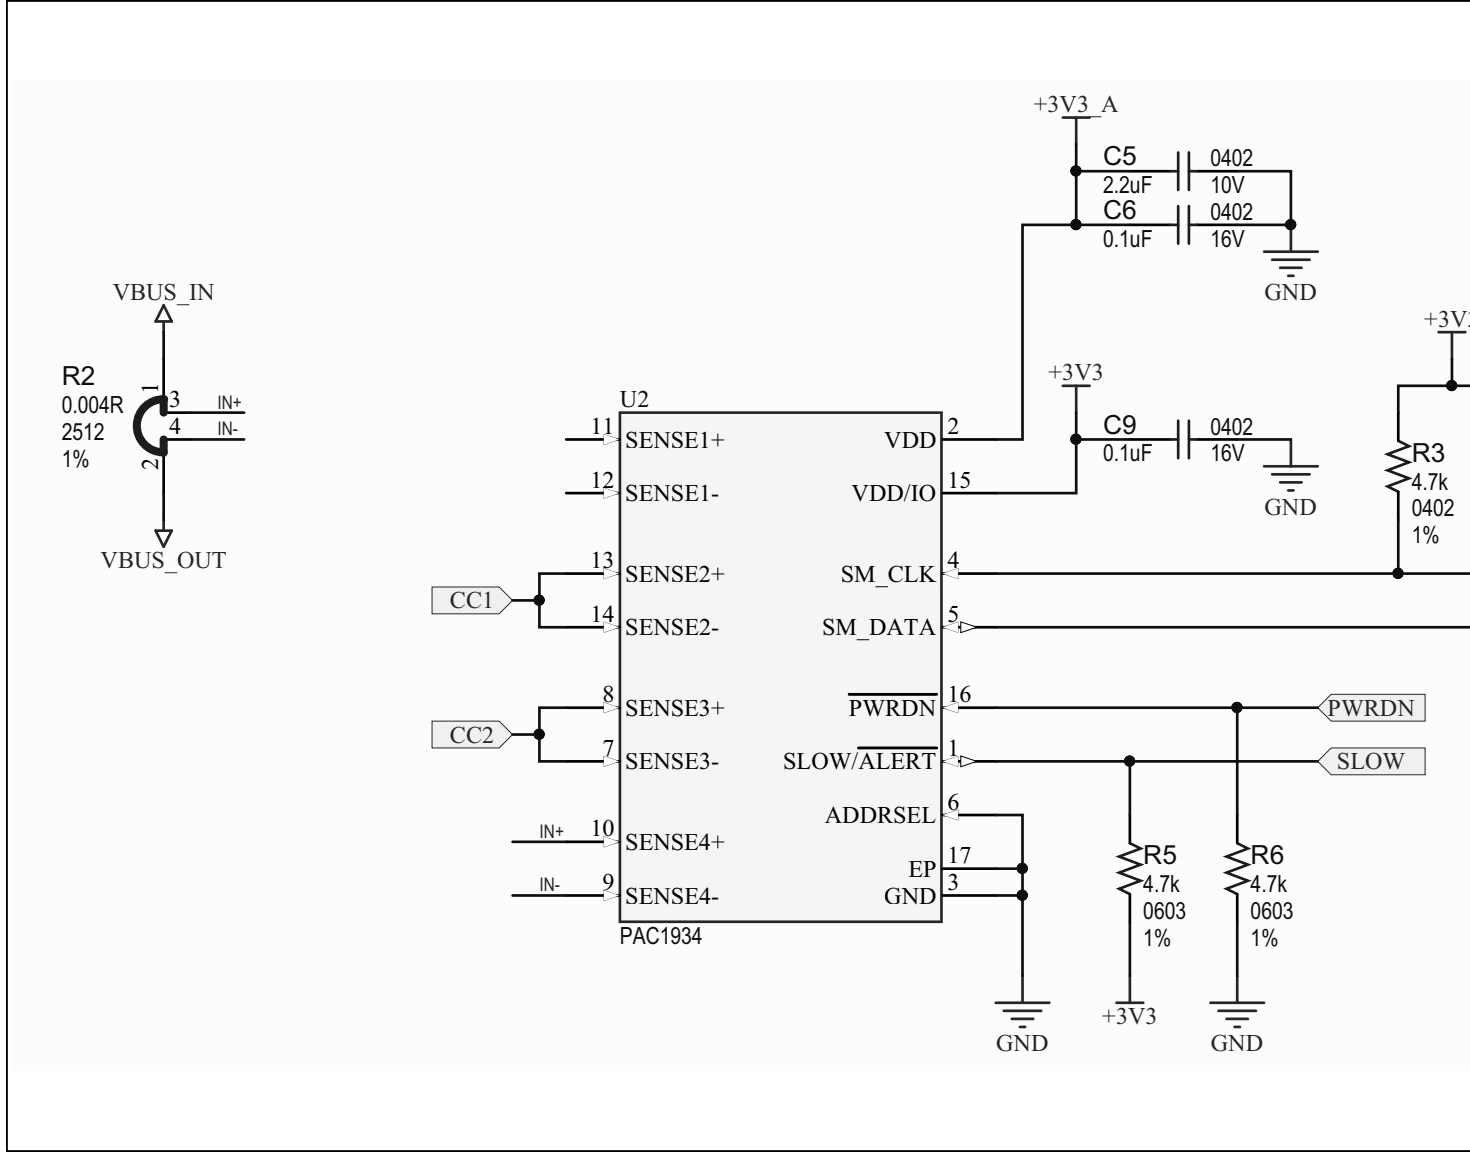 +3V3_A
C5
2.2uF
0402
10V
C6
0.1uF
0402
16V
GND
VBUS_IN
R2
0.004R
2512
1%
1
3
IN+
4
IN-
2
VBUS_OUT
+3V3
C9
0.1uF
0402
16V
GND
+3V3
R3
4.7k
0402
1%
U2
11 SENSE1+
12 SENSE1-
CC1
13 SENSE2+
14 SENSE2-
CC2
8 SENSE3+
7 SENSE3-
IN+ 10 SENSE4+
IN- 9 SENSE4-
VDD 2
VDD/IO 15
SM_CLK 4
SM_DATA 5
PWRDN 16
PWRDN
SLOW/ALERT 1
SLOW
ADDRSEL 6
EP 17
GND 3
PAC1934
R5
4.7k
0603
1%
+3V3
R6
4.7k
0603
1%
GND
GND